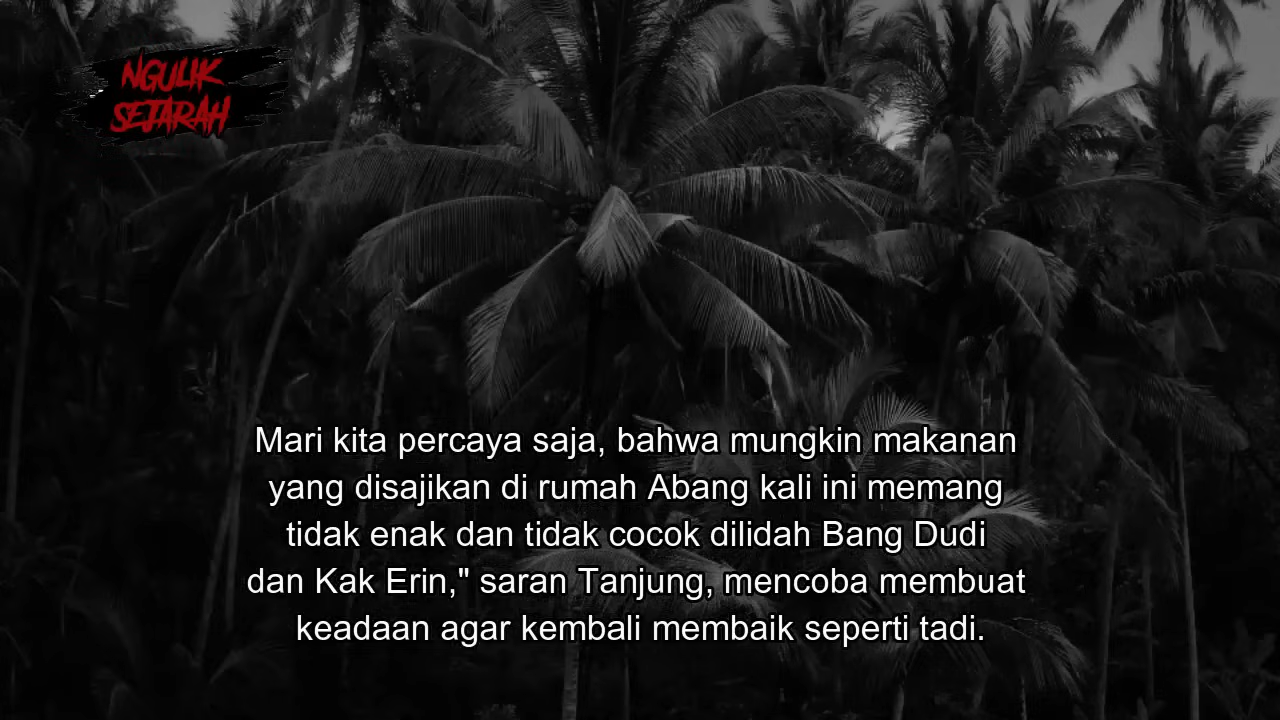 NGULIK
SEJARAH
Mari kita percaya saja, bahwa mungkin makanan
yang disajikan di rumah Abang kali ini memang
tidak enak dan tidak cocok dilidah Bang Dudi
dan Kak Erin," saran Tanjung, mencoba membuat
keadaan agar kembali membaik seperti tadi.